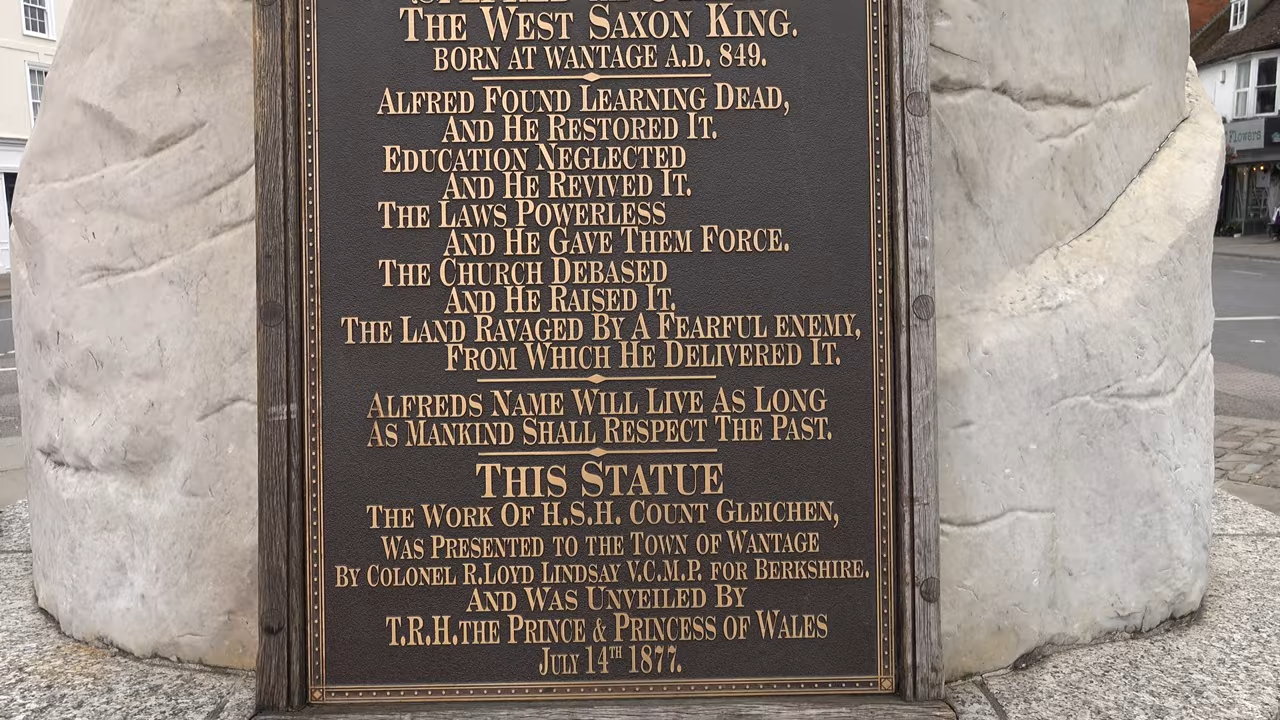 The West Saxon King.
Born at Wantage A.D. 849.
Alfred Found Learning Dead,
And He Restored It.
Education Neglected
And He Revived It.
The Laws Powerless
And He Gave Them Force.
The Church Debased
And He Raised It.
The Land Ravaged By A Fearful enemy,
From Which He Delivered It.
Alfreds Name Will Live As Long
As Mankind Shall Respect The Past.
This Statue
The Work Of H.S.H. Count Gleichen,
Was Presented to the Town of Wantage
By Colonel R.Loyd Lindsay V.C.M.P. for Berkshire.
And Was Unveiled By
T.R.H.the Prince & Princess of Wales
July 14th 1877.
Flowers